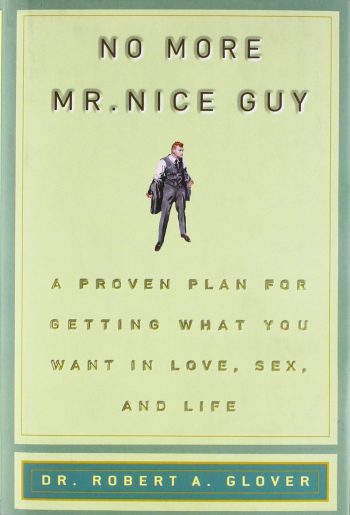 NO MORE
MR. NICE GUY
A PROVEN PLAN FOR
GETTING WHAT YOU
WANT IN LOVE, SEX,
AND LIFE
DR. ROBERT A. GLOVER